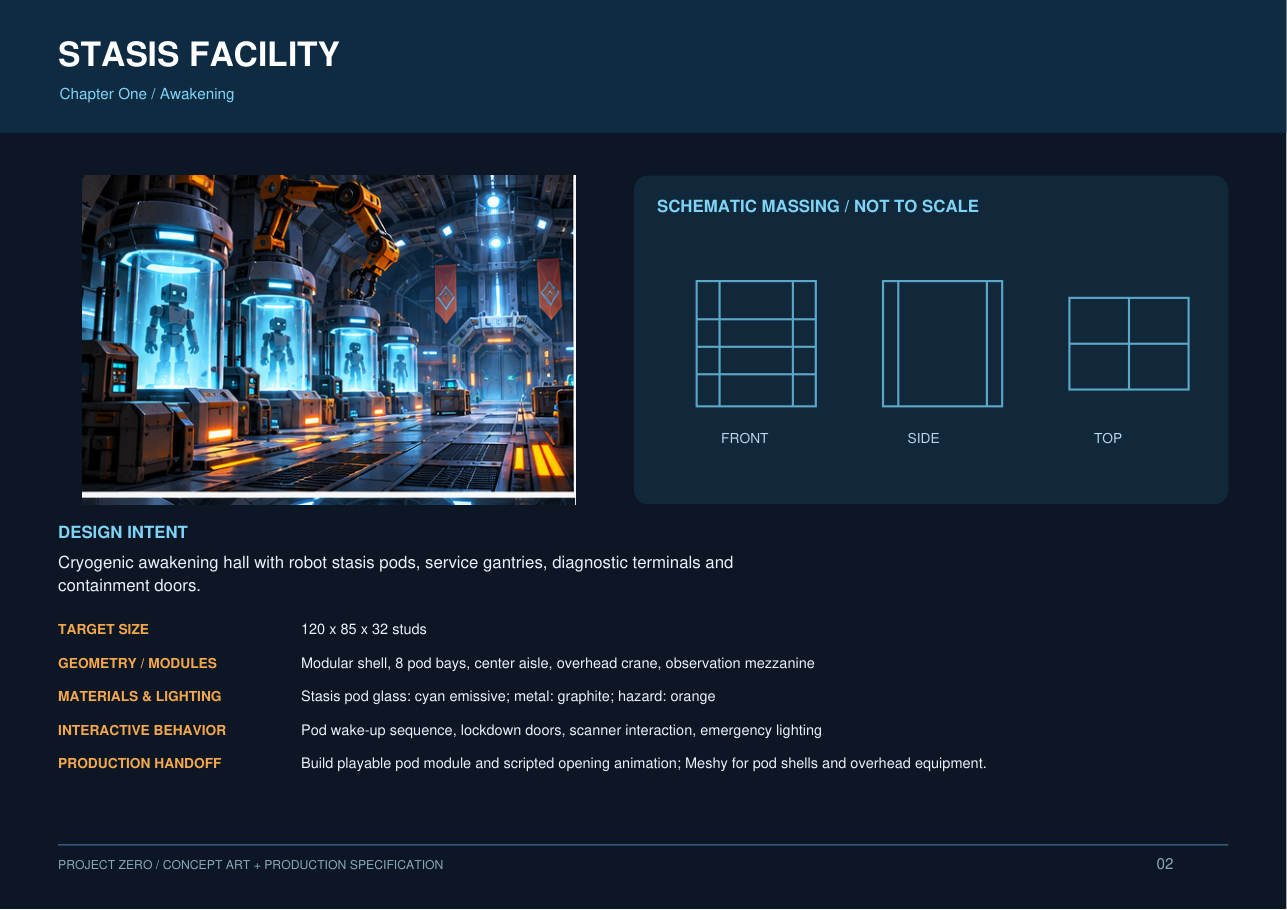 STASIS FACILITY
Chapter One / Awakening
SCHEMATIC MASSING / NOT TO SCALE
FRONT
SIDE
TOP
DESIGN INTENT
Cryogenic awakening hall with robot stasis pods, service gantries, diagnostic terminals and
containment doors.
TARGET SIZE
120 x 85 x 32 studs
GEOMETRY / MODULES
Modular shell, 8 pod bays, center aisle, overhead crane, observation mezzanine
MATERIALS & LIGHTING
Stasis pod glass: cyan emissive; metal: graphite; hazard: orange
INTERACTIVE BEHAVIOR
Pod wake-up sequence, lockdown doors, scanner interaction, emergency lighting
PRODUCTION HANDOFF
Build playable pod module and scripted opening animation; Meshy for pod shells and overhead equipment.
PROJECT ZERO / CONCEPT ART + PRODUCTION SPECIFICATION
02